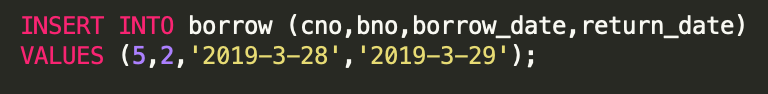 INSERT INTO borrow (cno,bno,borrow_date,return_date)
VALUES (5,2,'2019-3-28','2019-3-29');